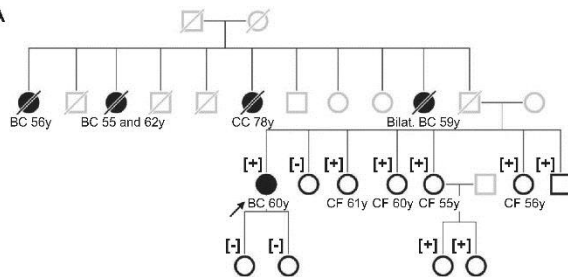 A
BC 56y BC 55 and 62y CC 78y Bilat. BC 59y
[+] [-] [+] [+] [+] [+] [+]
BC 60y CF 61y CF 60y CF 55y CF 56y
[-] [-] [+] [+]